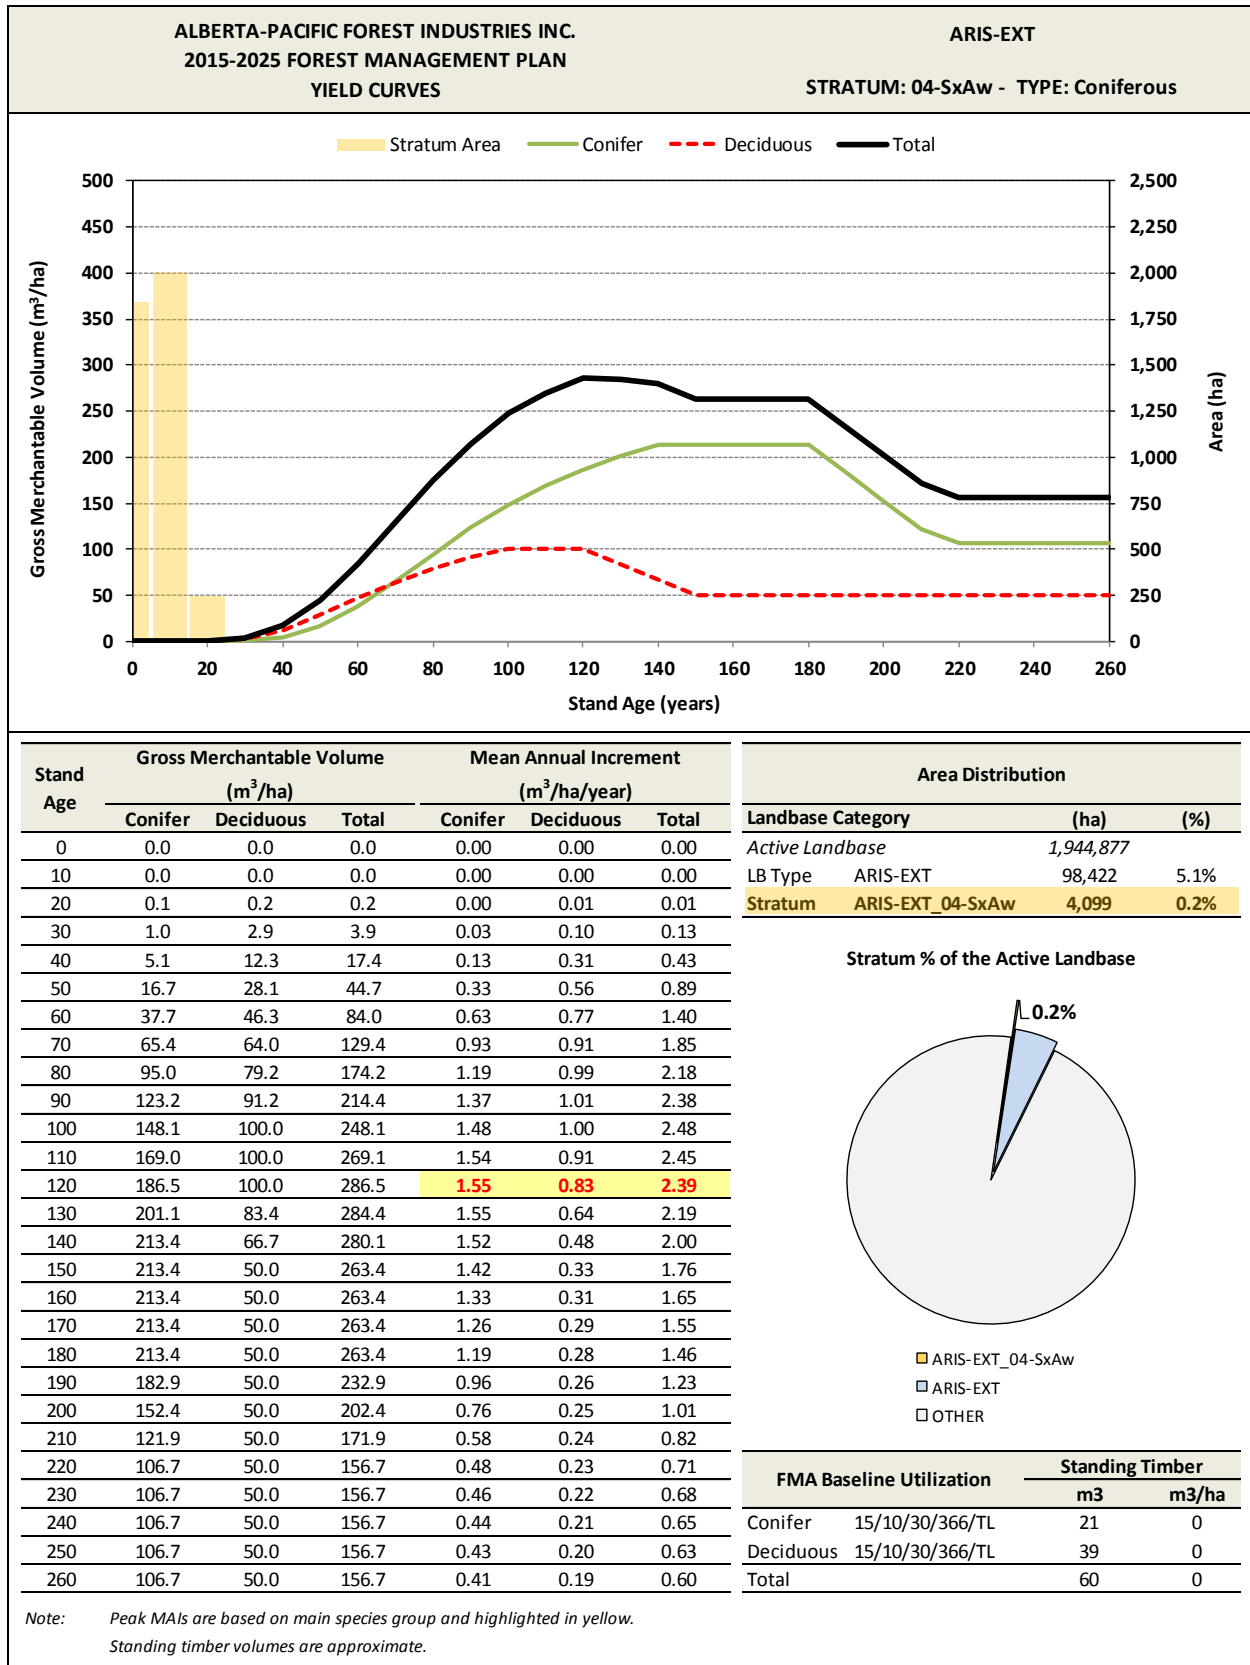 ALBERTA-PACIFIC FOREST INDUSTRIES INC.
2015-2025 FOREST MANAGEMENT PLAN
YIELD CURVES
ARIS-EXT
STRATUM: 04-SxAw - TYPE: Coniferous
Stratum Area Conifer Deciduous Total
Gross Merchantable Volume (m³/ha)
500
450
400
350
300
250
200
150
100
50
0
2,500
2,250
2,000
1,750
1,500
1,250
1,000
750
500
250
0
Area (ha)
0 20 40 60 80 100 120 140 160 180 200 220 240 260
Stand Age (years)
Stand Age Gross Merchantable Volume (m³/ha) Mean Annual Increment (m³/ha/year)
Conifer Deciduous Total Conifer Deciduous Total
0 0.0 0.0 0.0 0.00 0.00 0.00
10 0.0 0.0 0.0 0.00 0.00 0.00
20 0.1 0.2 0.2 0.00 0.01 0.01
30 1.0 2.9 3.9 0.03 0.10 0.13
40 5.1 12.3 17.4 0.13 0.31 0.43
50 16.7 28.1 44.7 0.33 0.56 0.89
60 37.7 46.3 84.0 0.63 0.77 1.40
70 65.4 64.0 129.4 0.93 0.91 1.85
80 95.0 79.2 174.2 1.19 0.99 2.18
90 123.2 91.2 214.4 1.37 1.01 2.38
100 148.1 100.0 248.1 1.48 1.00 2.48
110 169.0 100.0 269.1 1.54 0.91 2.45
120 186.5 100.0 286.5 1.55 0.83 2.39
130 201.1 83.4 284.4 1.55 0.64 2.19
140 213.4 66.7 280.1 1.52 0.48 2.00
150 213.4 50.0 263.4 1.42 0.33 1.76
160 213.4 50.0 263.4 1.33 0.31 1.65
170 213.4 50.0 263.4 1.26 0.29 1.55
180 213.4 50.0 263.4 1.19 0.28 1.46
190 182.9 50.0 232.9 0.96 0.26 1.23
200 152.4 50.0 202.4 0.76 0.25 1.01
210 121.9 50.0 171.9 0.58 0.24 0.82
220 106.7 50.0 156.7 0.48 0.23 0.71
230 106.7 50.0 156.7 0.46 0.22 0.68
240 106.7 50.0 156.7 0.44 0.21 0.65
250 106.7 50.0 156.7 0.43 0.20 0.63
260 106.7 50.0 156.7 0.41 0.19 0.60
Area Distribution
Landbase Category (ha) (%)
Active Landbase 1,944,877
LB Type ARIS-EXT 98,422 5.1%
Stratum ARIS-EXT_04-SxAw 4,099 0.2%
Stratum % of the Active Landbase
0.2%
ARIS-EXT_04-SxAw
ARIS-EXT
OTHER
FMA Baseline Utilization Standing Timber
m3 m3/ha
Conifer 15/10/30/366/TL 21 0
Deciduous 15/10/30/366/TL 39 0
Total 60 0
Note: Peak MAIs are based on main species group and highlighted in yellow.
Standing timber volumes are approximate.